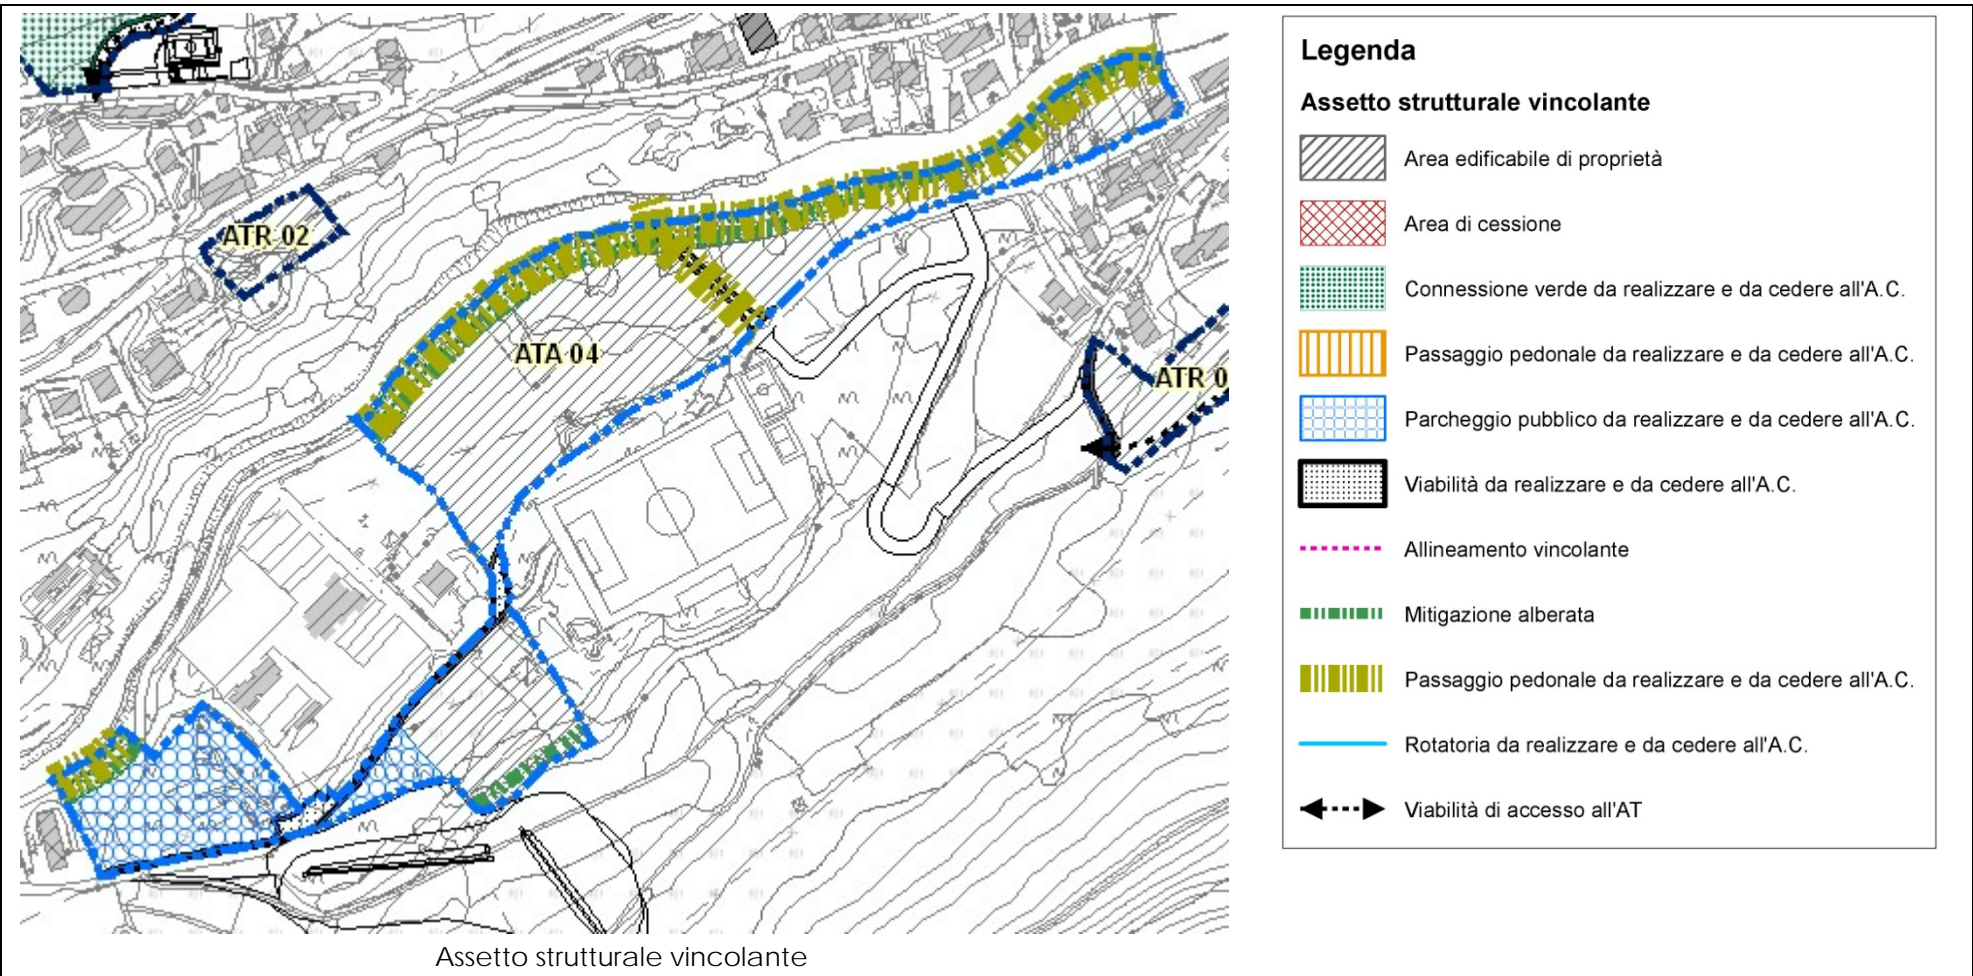 ATR 02
ATA 04
ATR 0
Legenda
Assetto strutturale vincolante
Area edificabile di proprietà
Area di cessione
Connessione verde da realizzare e da cedere all'A.C.
Passaggio pedonale da realizzare e da cedere all'A.C.
Parcheggio pubblico da realizzare e da cedere all'A.C.
Viabilità da realizzare e da cedere all'A.C.
Allineamento vincolante
Mitigazione alberata
Passaggio pedonale da realizzare e da cedere all'A.C.
Rotatoria da realizzare e da cedere all'A.C.
Viabilità di accesso all'AT
Assetto strutturale vincolante